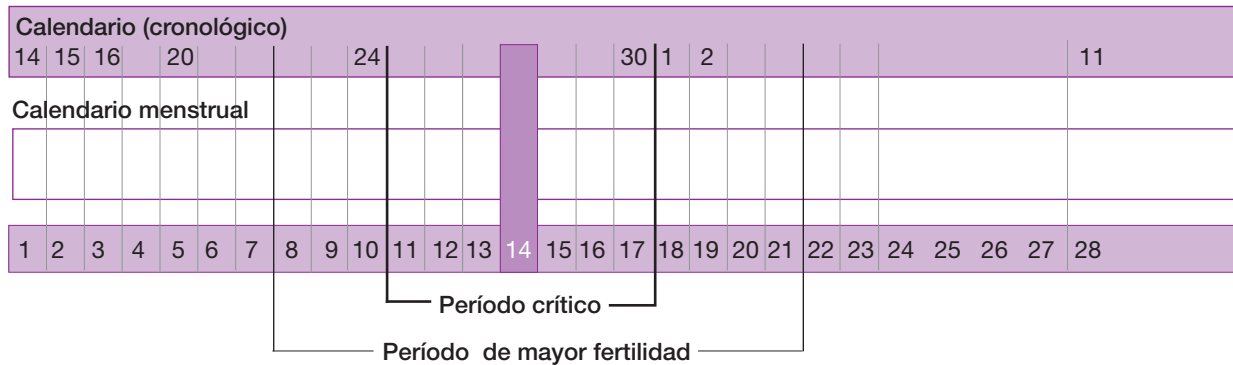 Calendario (cronológico)
14 15 16 20 24 30 1 2 11
Calendario menstrual
1 2 3 4 5 6 7 8 9 10 11 12 13 14 15 16 17 18 19 20 21 22 23 24 25 26 27 28
Período crítico
Período de mayor fertilidad